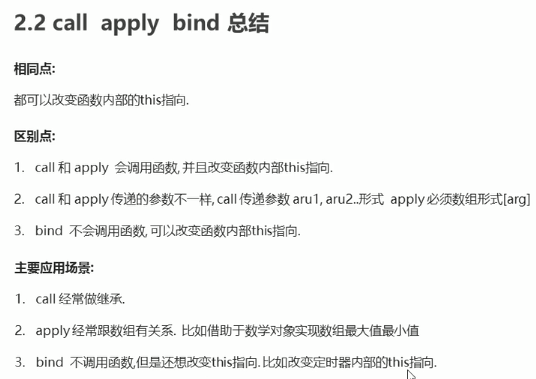 2.2 call apply bind 总结
相同点:
都可以改变函数内部的this指向.
区别点:
1. call 和 apply 会调用函数, 并且改变函数内部this指向.
2. call 和 apply 传递的参数不一样, call 传递参数 aru1, aru2..形式 apply 必须数组形式[arg]
3. bind 不会调用函数, 可以改变函数内部this指向.
主要应用场景:
1. call 经常做继承.
2. apply 经常跟数组有关系. 比如借助于数学对象实现数组最大值最小值
3. bind 不调用函数,但是还想改变this指向. 比如改变定时器内部的this指向.